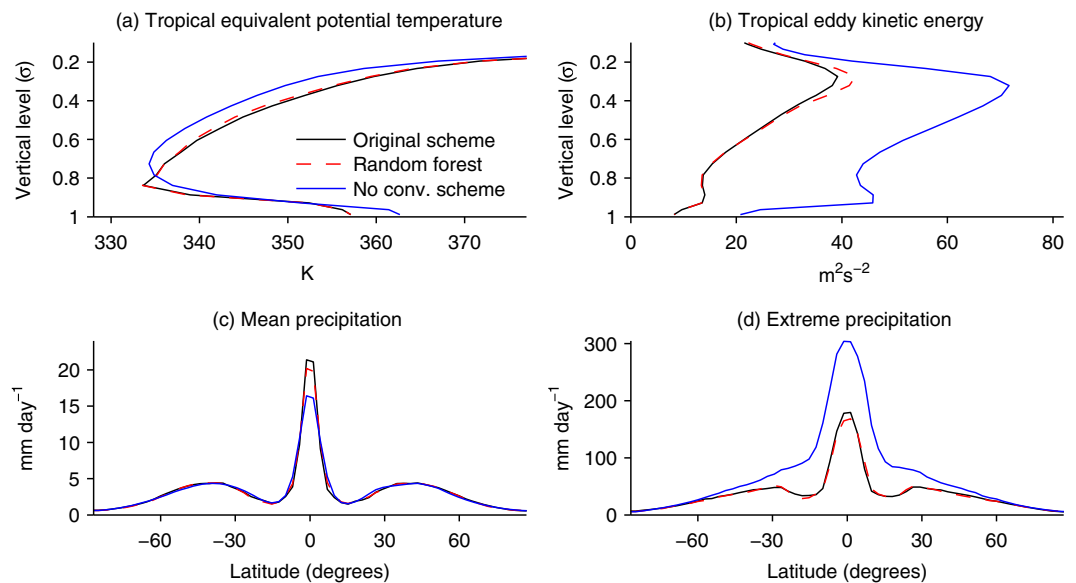 (a) Tropical equivalent potential temperature
Vertical level (σ)
0.2
0.4
0.6
0.8
1
330
340
350
360
370
K
Original scheme
Random forest
No conv. scheme
(b) Tropical eddy kinetic energy
Vertical level (σ)
0.2
0.4
0.6
0.8
1
0
20
40
60
80
m²s⁻²
(c) Mean precipitation
mm day⁻¹
20
15
10
5
0
−60
−30
0
30
60
Latitude (degrees)
(d) Extreme precipitation
mm day⁻¹
300
200
100
0
−60
−30
0
30
60
Latitude (degrees)